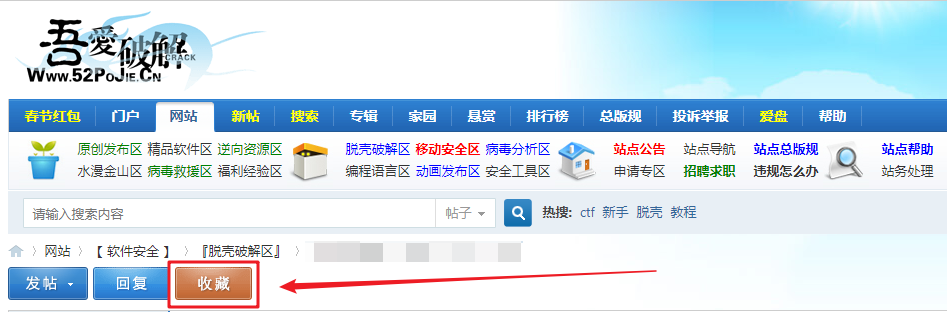 吾爱破解
CRACK
Www.52PoJie.Cn
春节红包 门户 网站 新帖 搜索 专辑 家园 悬赏 排行榜 总版规 投诉举报 爱盘 帮助
原创发布区 精品软件区 逆向资源区 脱壳破解区 移动安全区 病毒分析区 站点公告 站点导航 站点总版规 站点帮助
水漫金山区 病毒救援区 福利经验区 编程语言区 动画发布区 安全工具区 申请专区 招聘求职 违规怎么办 站务处理
请输入搜索内容 帖子 热搜: ctf 新手 脱壳 教程
网站 〉 【 软件安全 】 〉 『脱壳破解区』 〉
发帖 回复 收藏